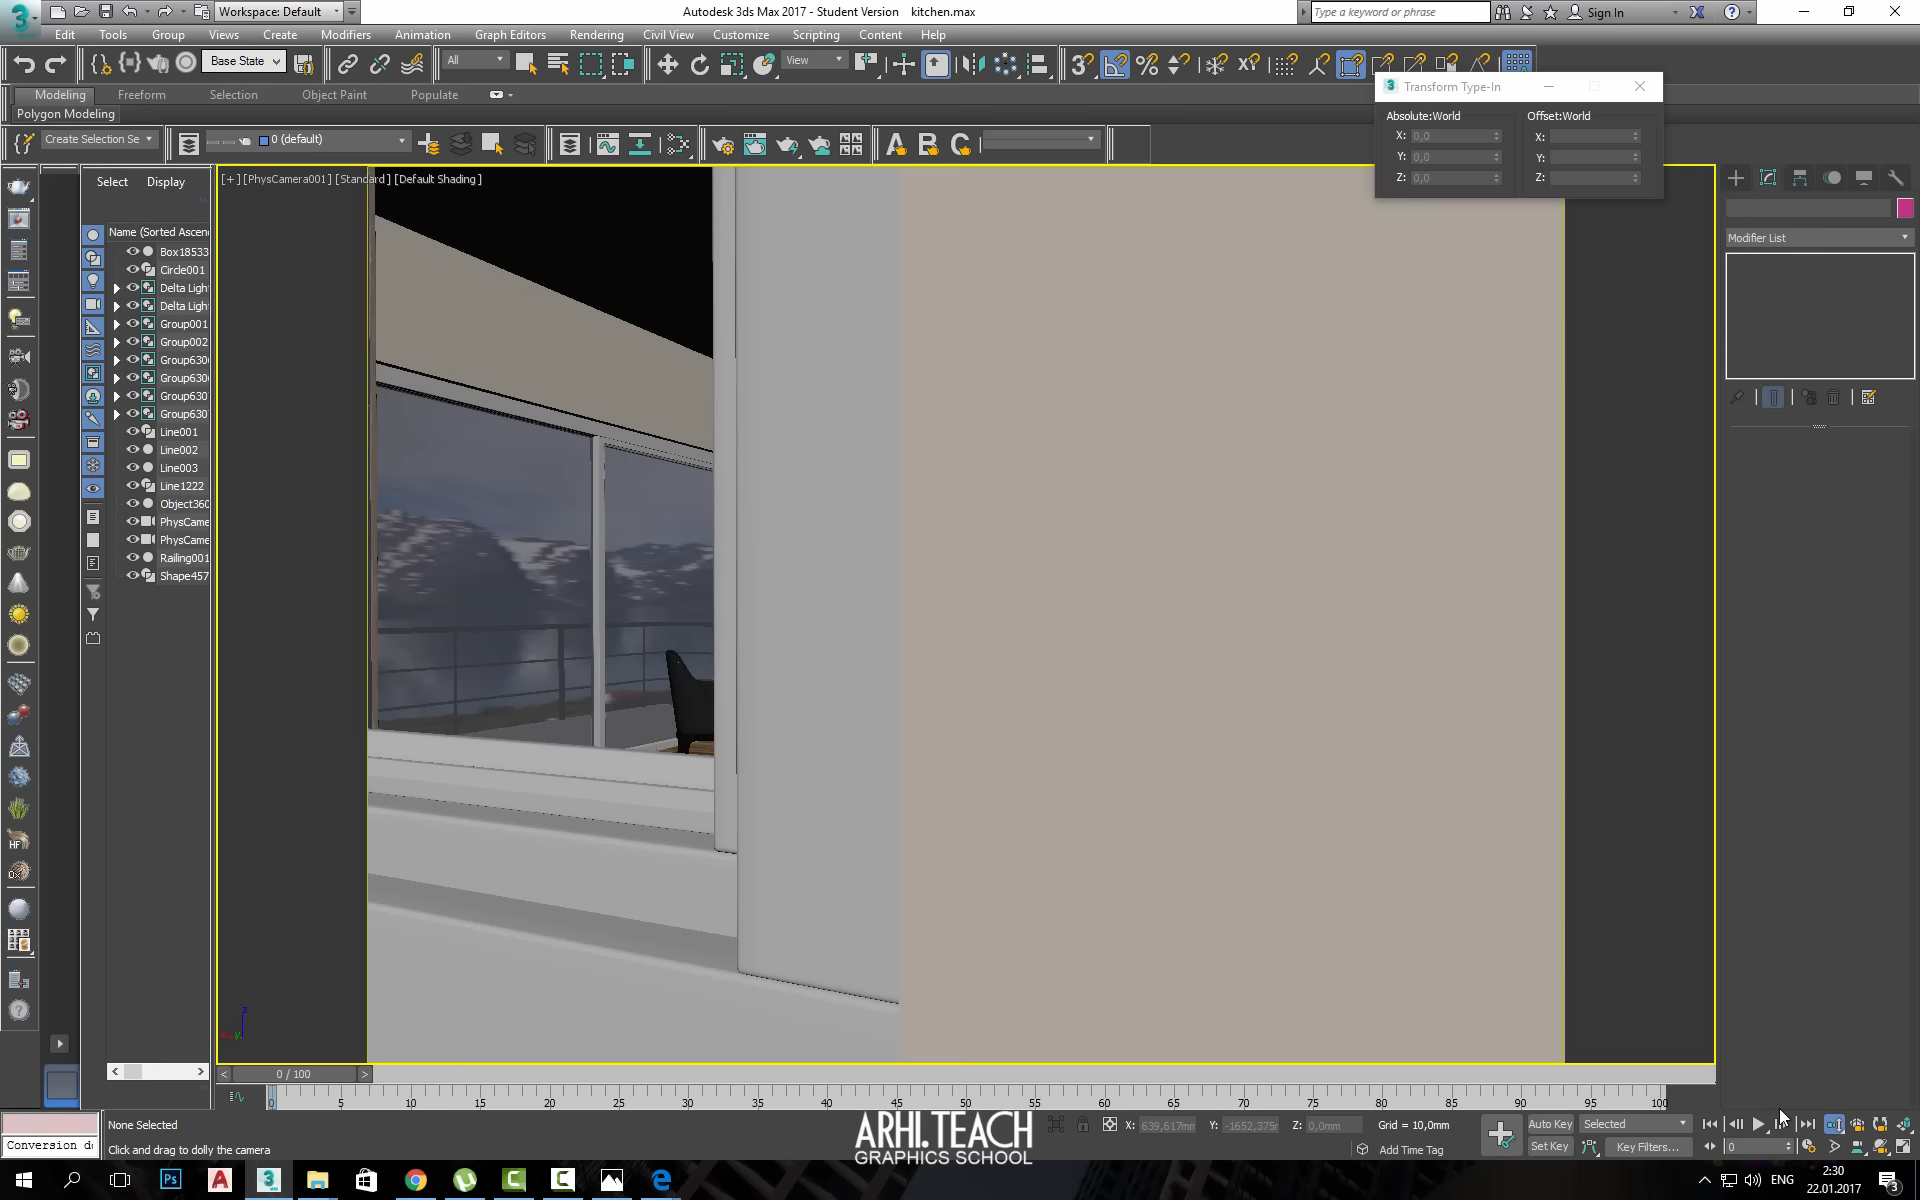 Workspace: Default
Autodesk 3ds Max 2017 - Student Version kitchen.max
Type a keyword or phrase
Sign In
Edit Tools Group Views Create Modifiers Animation Graph Editors Rendering Civil View Customize Scripting Content Help
Base State
All
View
Modeling Freeform Selection Object Paint Populate
Polygon Modeling
Transform Type-In
Absolute:World Offset:World
X: 0,0 X:
Y: 0,0 Y:
Z: 0,0 Z:
Create Selection Se
0 (default)
Select Display
[+] [PhysCamera001] [Standard] [Default Shading]
Modifier List
Name (Sorted Ascen
Box18533
Circle001
Delta Ligh
Delta Ligh
Group001
Group002
Group630
Group630
Group630
Group630
Line001
Line002
Line003
Line1222
Object360
PhysCame
PhysCame
Railing001
Shape457
z
0 / 100
0 5 10 15 20 25 30 35 40 45 50 55 60 65 70 75 80 85 90 95 100
None Selected
Click and drag to dolly the camera
Conversion d
ARHI.TEACH
GRAPHICS SCHOOL
X: 639,617mm Y: -1652,375m Z: 0,0mm
Grid = 10,0mm
Add Time Tag
Auto Key Selected
Set Key Key Filters...
0
ENG
2:30
22.01.2017
3